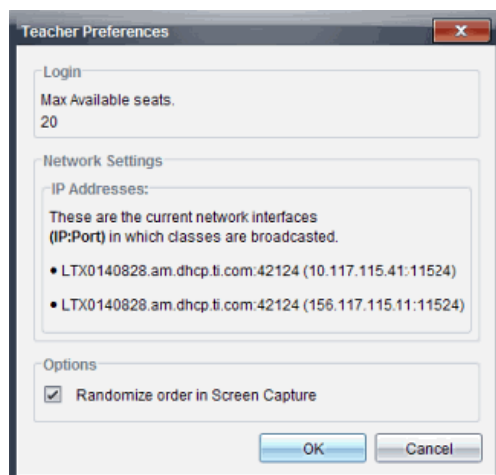 Teacher Preferences
Login
Max Available seats.
20
Network Settings
IP Addresses:
These are the current network interfaces
(IP:Port) in which classes are broadcasted.
• LTX0140828.am.dhcp.ti.com:42124 (10.117.115.41:11524)
• LTX0140828.am.dhcp.ti.com:42124 (156.117.115.11:11524)
Options
Randomize order in Screen Capture
OK
Cancel